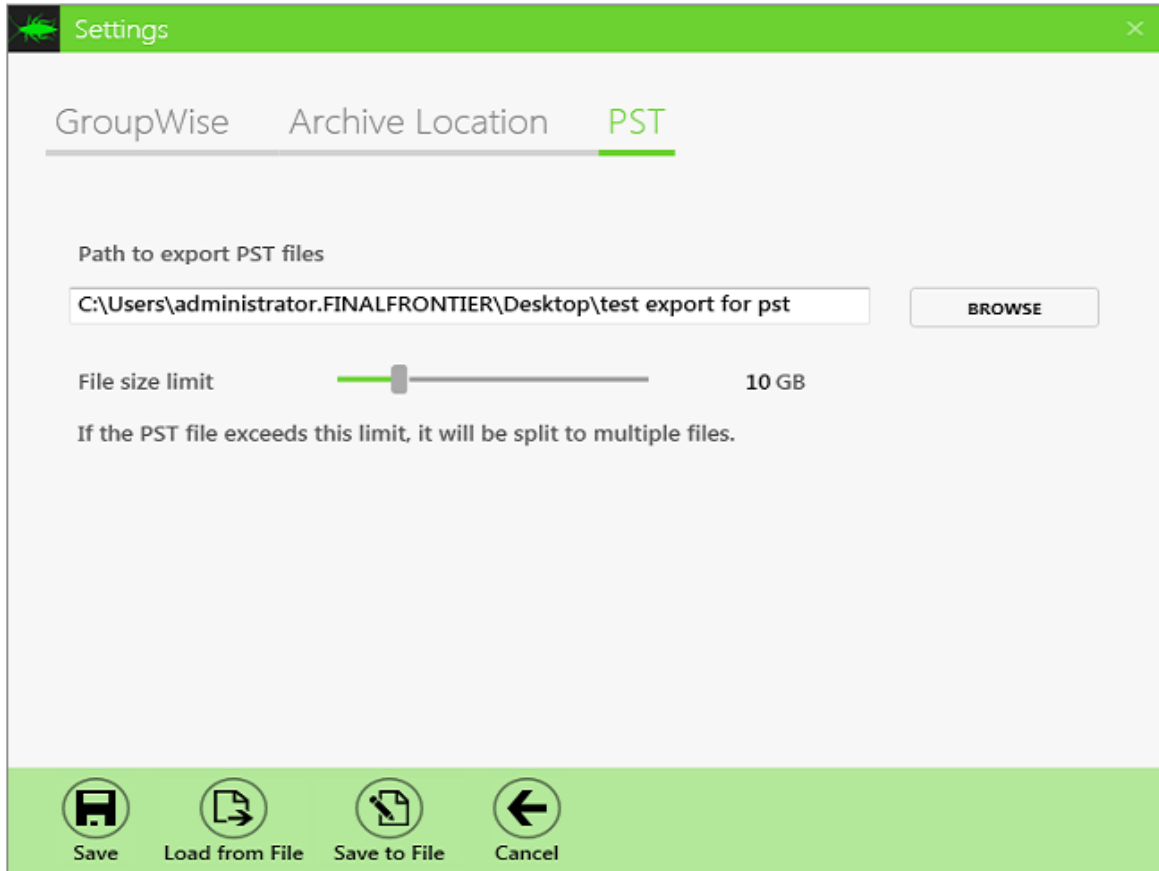 Settings
GroupWise Archive Location PST
Path to export PST files
C:\Users\administrator.FINALFRONTIER\Desktop\test export for pst BROWSE
File size limit 10 GB
If the PST file exceeds this limit, it will be split to multiple files.
Save Load from File Save to File Cancel